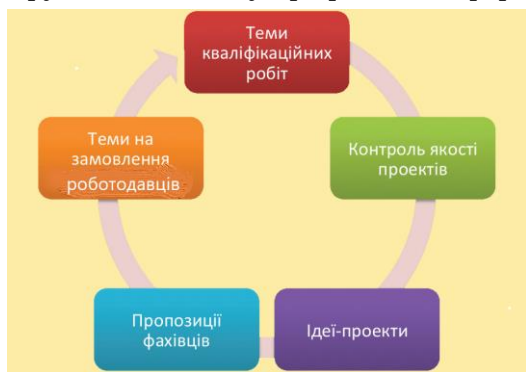 Теми
кваліфікаційних
робіт
Контроль якості
проектів
Ідеї-проекти
Пропозиції
фахівців
Теми на
замовлення
роботодавців